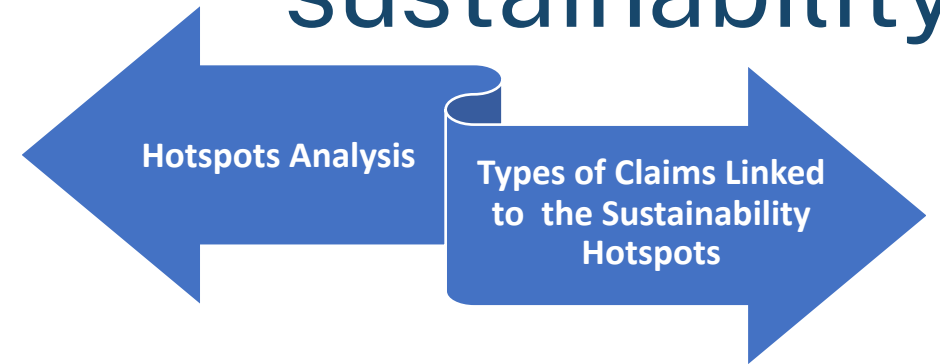 sustainability
Hotspots Analysis
Types of Claims Linked
to the Sustainability
Hotspots